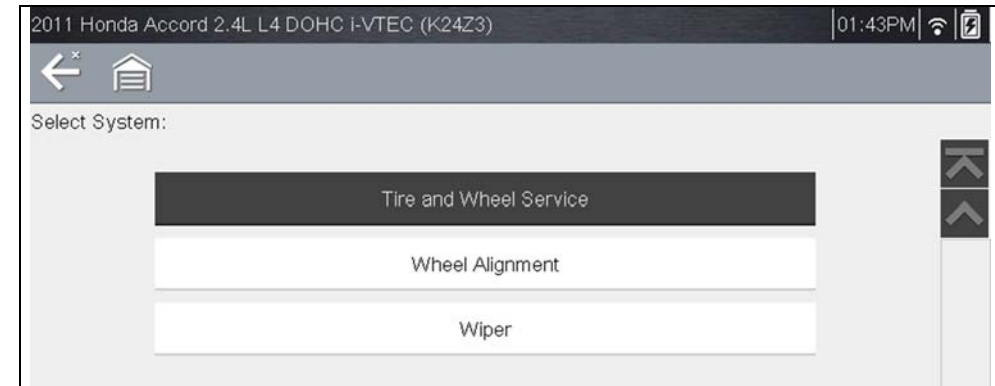 2011 Honda Accord 2.4L L4 DOHC i-VTEC (K24Z3) 01:43PM
Select System:
Tire and Wheel Service
Wheel Alignment
Wiper